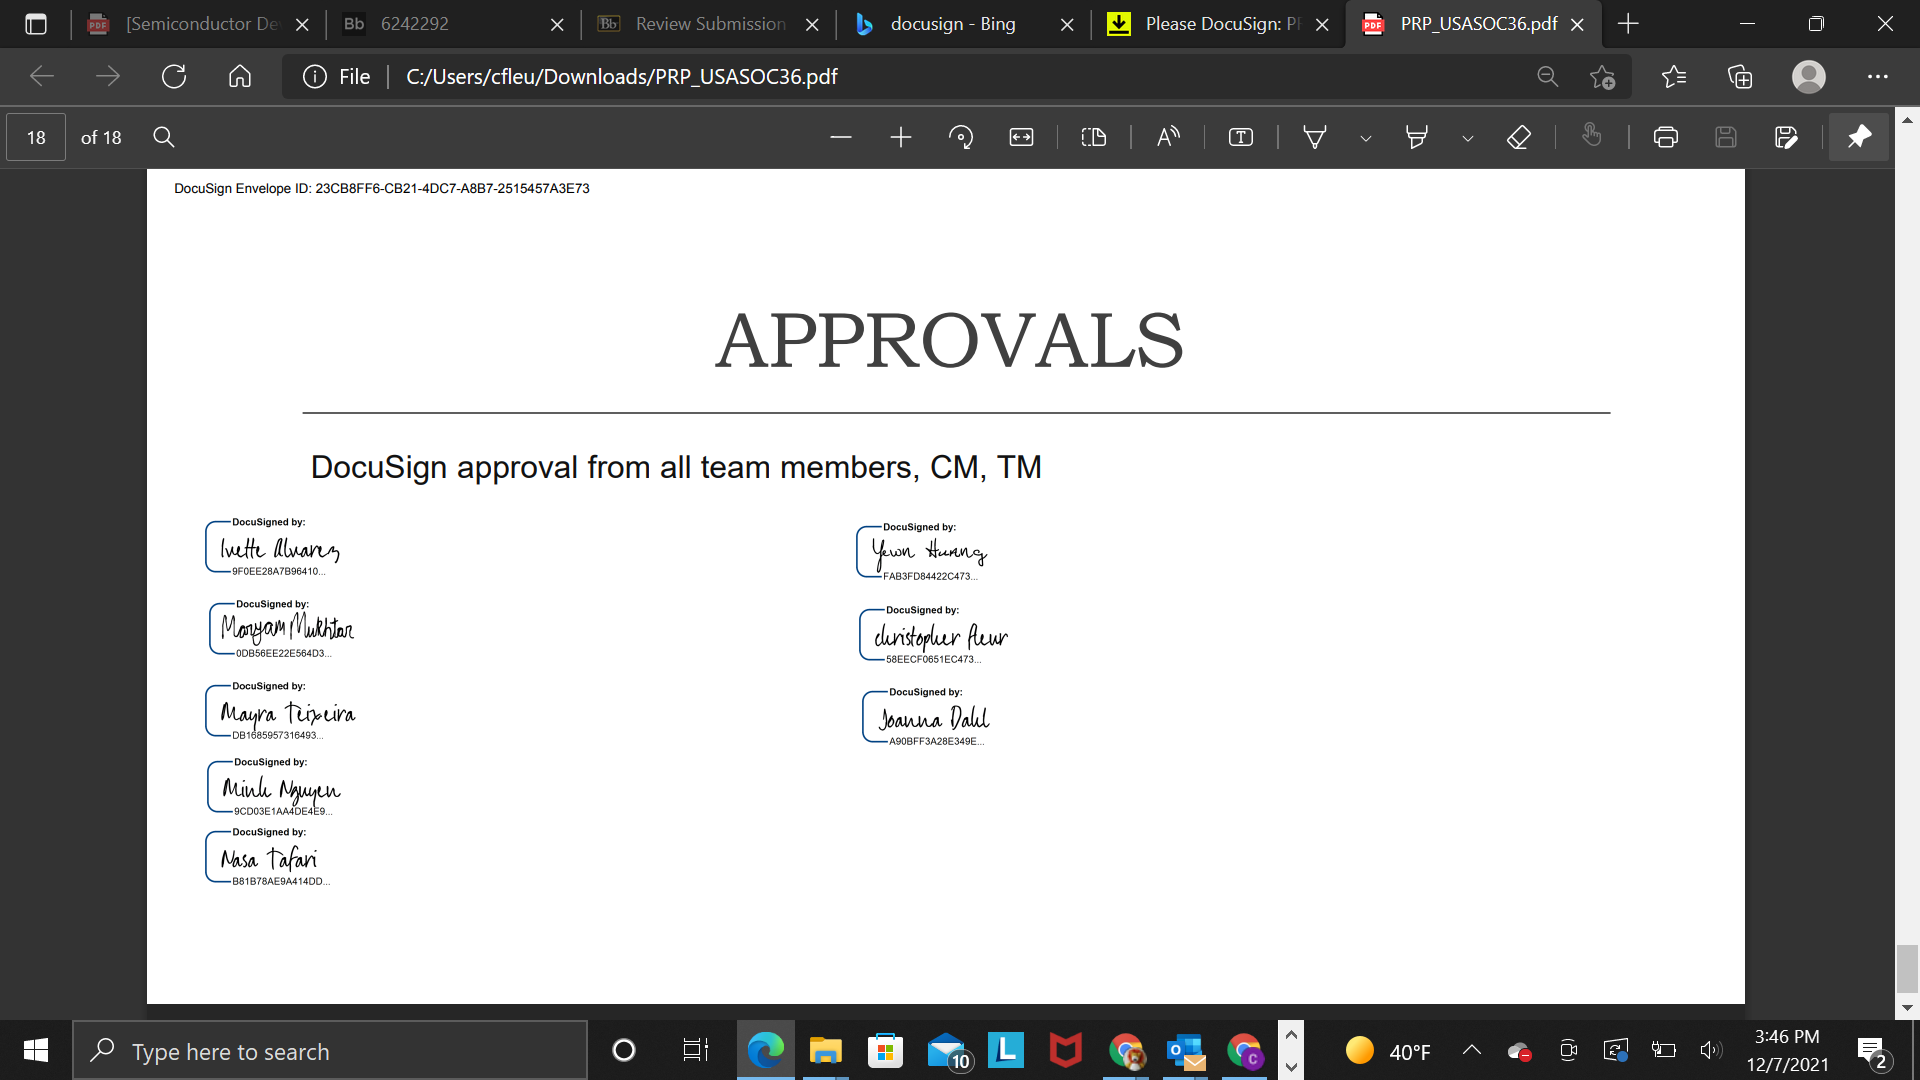 [Semiconductor De
6242292
Review Submission
docusign - Bing
Please DocuSign: P
PRP_USASOC36.pdf
File
C:/Users/cfleu/Downloads/PRP_USASOC36.pdf
18 of 18
DocuSign Envelope ID: 23CB8FF6-CB21-4DC7-A8B7-2515457A3E73
APPROVALS
DocuSign approval from all team members, CM, TM
DocuSigned by:
Ivette Alvarez
9F0EE28A7B96410...
DocuSigned by:
Maryam Mukhtar
0DB56EE22E564D3...
DocuSigned by:
Mayra Teixeira
DB1685957316493...
DocuSigned by:
Minh Nguyen
9CD03E1AA4DE4E9...
DocuSigned by:
Nasa Tafari
B81B78AE9A414DD...
DocuSigned by:
Yewon Huang
FAB3FD84422C473...
DocuSigned by:
christopher fleur
58EECF0651EC473...
DocuSigned by:
Joanna Dahl
A90BFF3A28E349E...
Type here to search
10
40°F
3:46 PM
12/7/2021
2